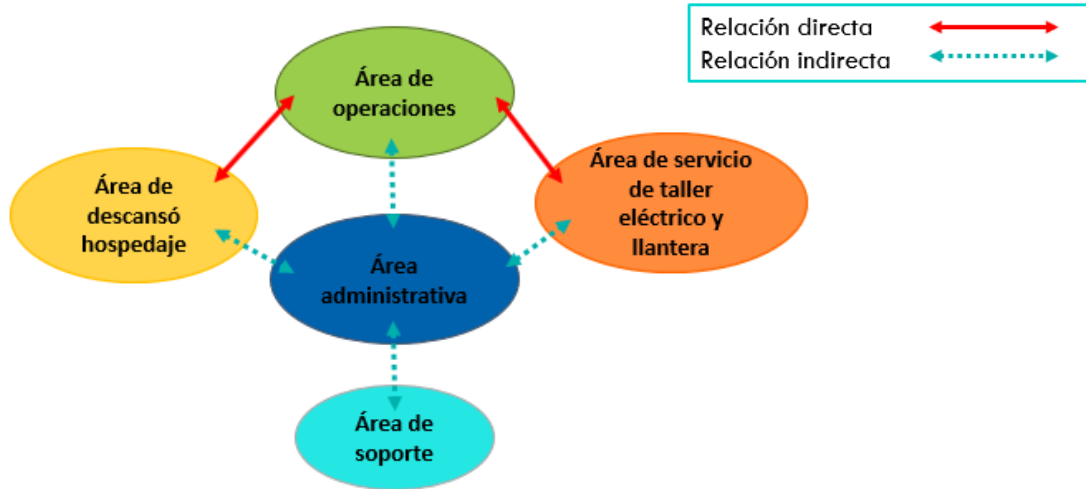 Relación directa
Relación indirecta
Área de
operaciones
Área de
descansó
hospedaje
Área de servicio
de taller
eléctrico y
llantera
Área
administrativa
Área de
soporte